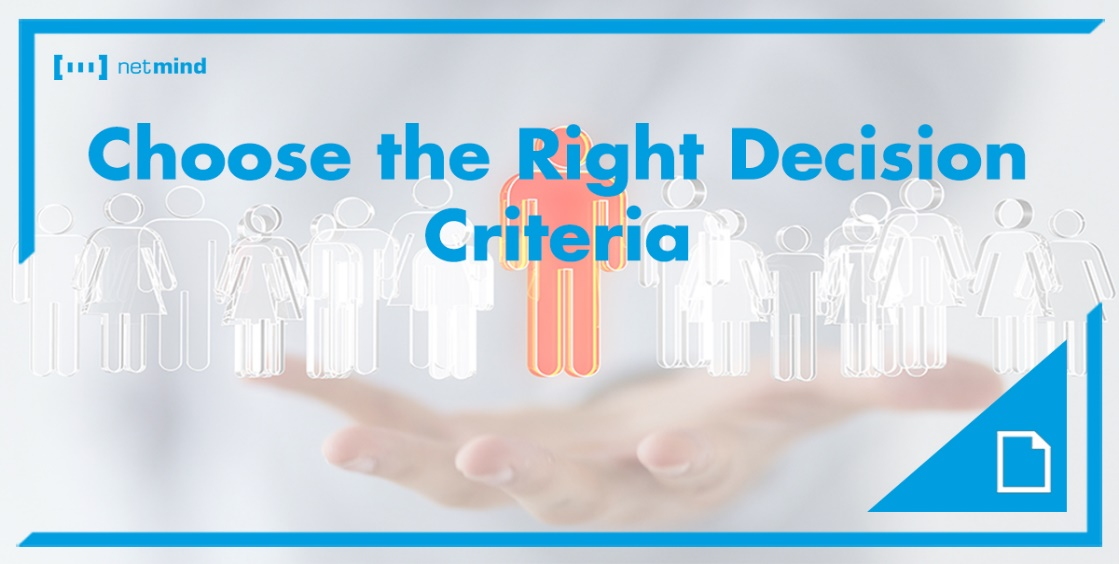 netmind
Choose the Right Decision
Criteria